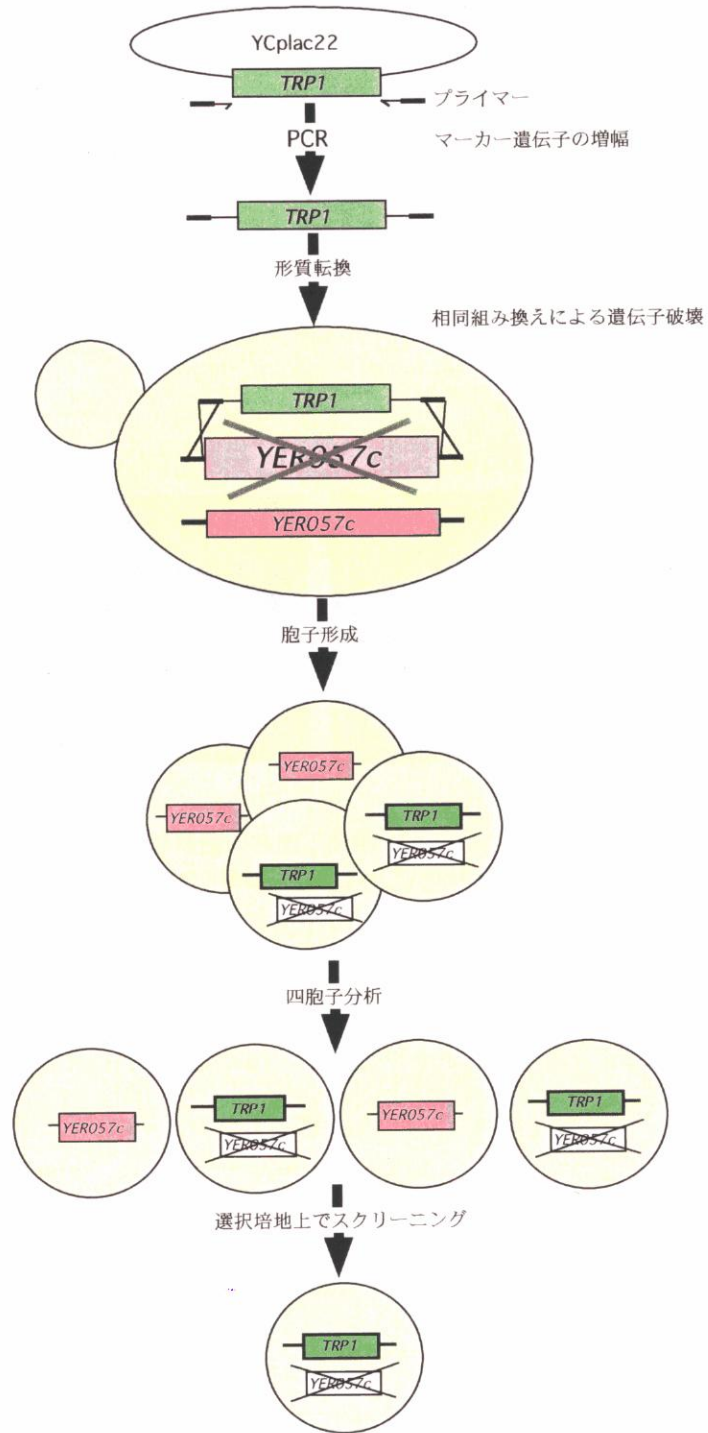 YCplac22
TRP1
プライマー
PCR
マーカー遺伝子の増幅
TRP1
形質転換
相同組み換えによる遺伝子破壊
TRP1
YER057c
YER057c
胞子形成
YER057c
YER057c
TRP1
YER057c
TRP1
YER057c
四胞子分析
YER057c
TRP1
YER057c
YER057c
TRP1
YER057c
選択培地上でスクリーニング
TRP1
YER057c